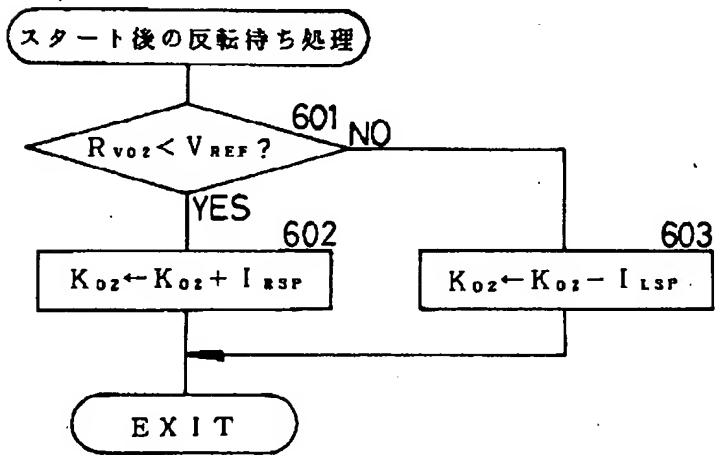 スタート後の反転待ち処理
601
RVO2<VREF?
NO
YES
602
603
KO2←KO2+IRSP
KO2←KO2-ILSP
EXIT